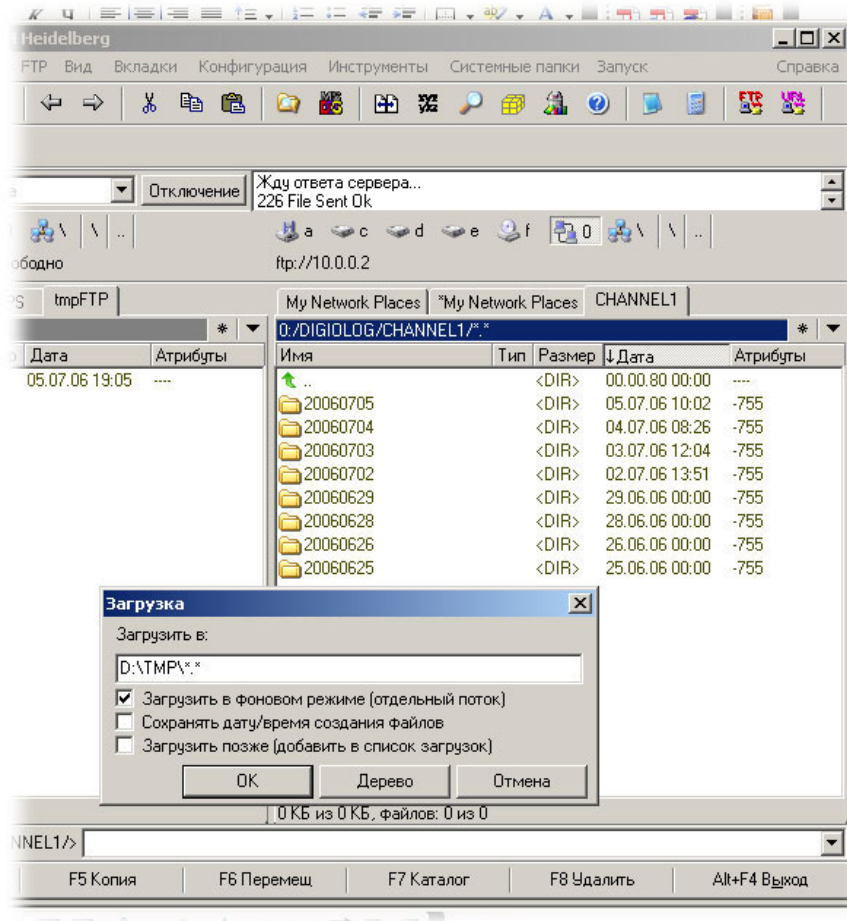 Ж Ч
Heidelberg
FTP Вид Вкладки Конфигурация Инструменты Системные папки Запуск Справка
Отключение
Жду ответа сервера...
226 File Sent Ok
\ \ .. a c d e f 0 \ \ ..
ободно ftp://10.0.0.2
PS tmpFTP My Network Places *My Network Places CHANNEL1
* 0:/DIGIOLOG/CHANNEL1/*.* *
Дата Атрибуты Имя Тип Размер ↓Дата Атрибуты
05.07.06 19:05 ---- .. <DIR> 00.00.80 00:00 ----
20060705 <DIR> 05.07.06 10:02 -755
20060704 <DIR> 04.07.06 08:26 -755
20060703 <DIR> 03.07.06 12:04 -755
20060702 <DIR> 02.07.06 13:51 -755
20060629 <DIR> 29.06.06 00:00 -755
20060628 <DIR> 28.06.06 00:00 -755
20060626 <DIR> 26.06.06 00:00 -755
20060625 <DIR> 25.06.06 00:00 -755
Загрузка
Загрузить в:
D:\TMP\*.*
Загрузить в фоновом режиме (отдельный поток)
Сохранять дату/время создания файлов
Загрузить позже (добавить в список загрузок)
OK Дерево Отмена
0 КБ из 0 КБ, файлов: 0 из 0
NNEL1/>
F5 Копия F6 Перемещ F7 Каталог F8 Удалить Alt+F4 Выход